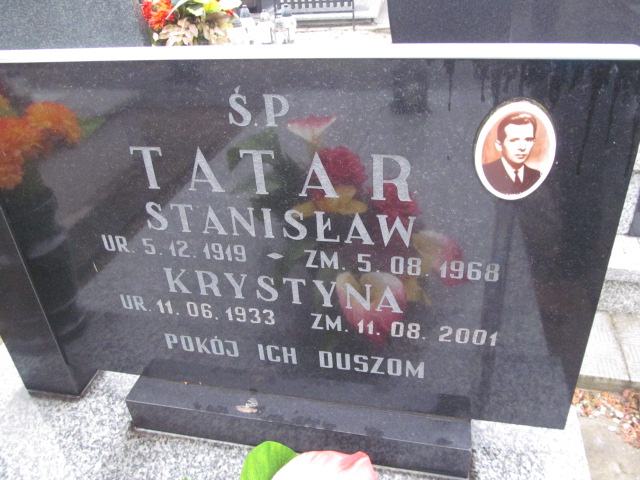 Ś.P
TATAR
STANISŁAW
UR. 5.12.1919 - ZM. 5.08.1968
KRYSTYNA
UR. 11.06.1933 ZM. 11.08.2001
POKÓJ ICH DUSZOM